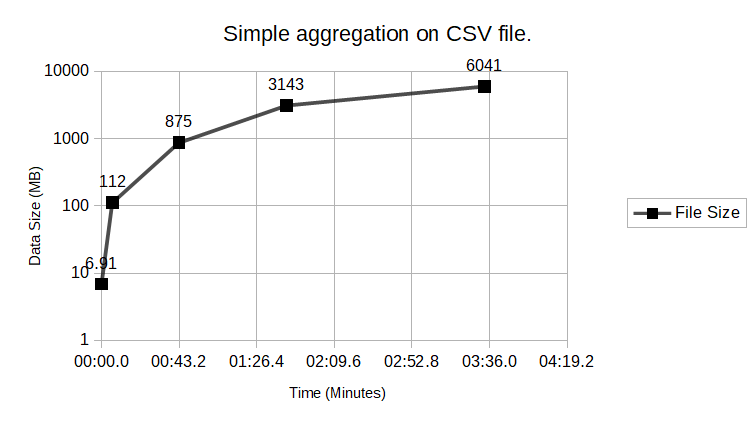 Simple aggregation on CSV file.
10000
1000
100
10
1
6.91
112
875
3143
6041
00:00.0 00:43.2 01:26.4 02:09.6 02:52.8 03:36.0 04:19.2
Data Size (MB)
Time (Minutes)
File Size